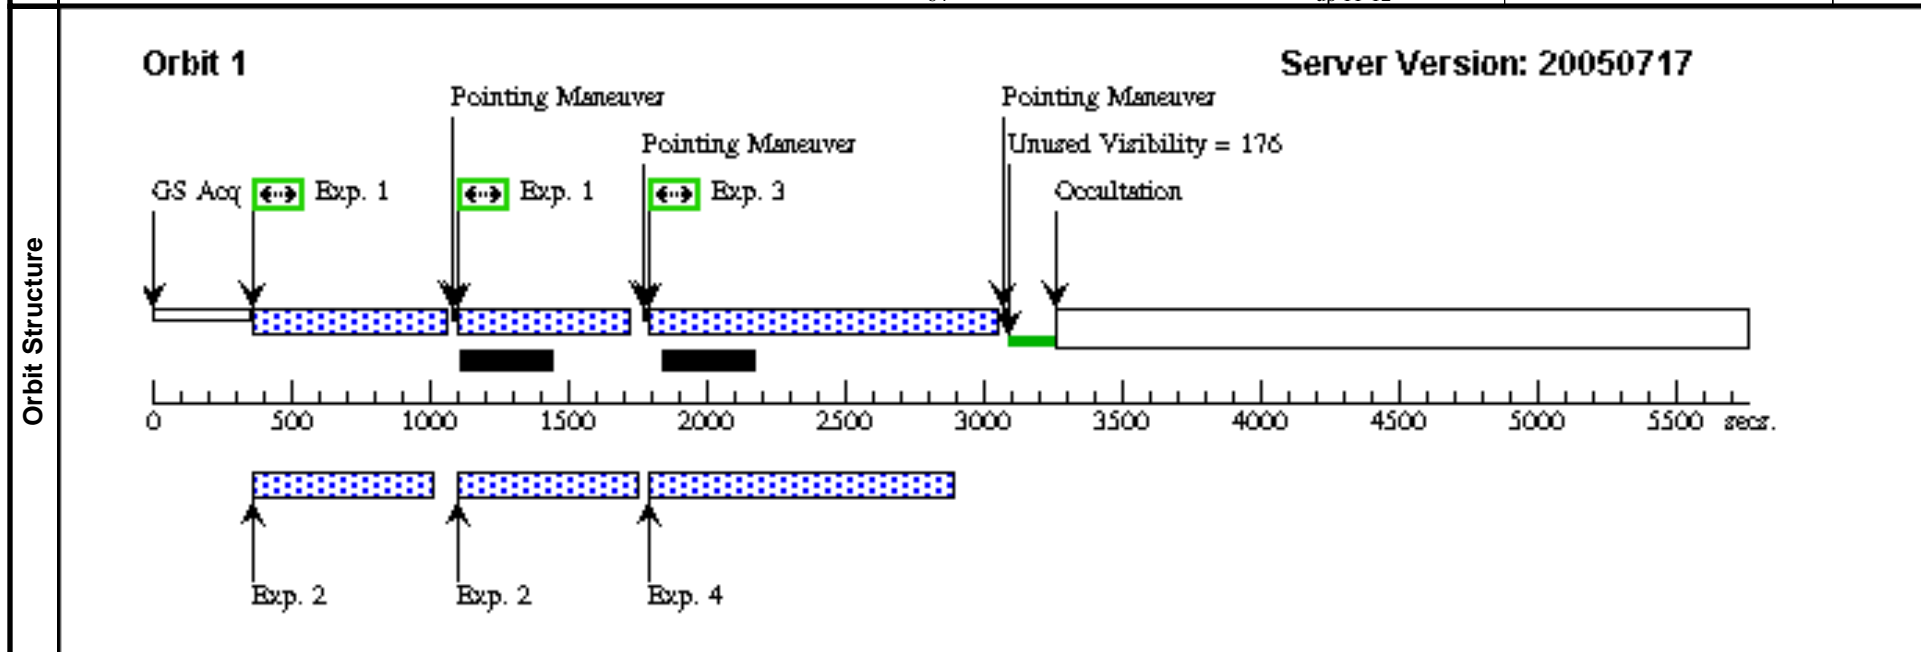 Orbit Structure
Orbit 1
Server Version: 20050717
Pointing Maneuver
Pointing Maneuver
Pointing Maneuver
Unused Visibility = 176
GS Acq
Exp. 1
Exp. 1
Exp. 3
Occultation
0 500 1000 1500 2000 2500 3000 3500 4000 4500 5000 5500 secs.
Exp. 2
Exp. 2
Exp. 4